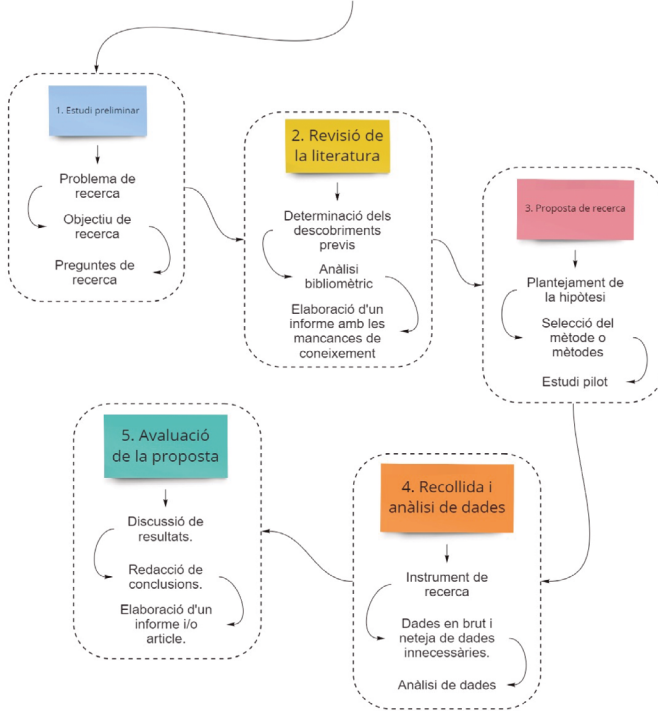 1. Estudi preliminar
Problema de
recerca
Objectiu de
recerca
Preguntes de
recerca
2. Revisió de
la literatura
Determinació dels
descobriments
previs
Anàlisi
bibliomètric
Elaboració d'un
informe amb les
mancances de
coneixement
3. Proposta de recerca
Plantejament de
la hipòtesi
Selecció del
mètode o
mètodes
Estudi pilot
4. Recollida i
anàlisi de dades
Instrument de
recerca
Dades en brut i
neteja de dades
innecessàries.
Anàlisi de dades
5. Avaluació
de la proposta
Discussió de
resultats.
Redacció de
conclusions.
Elaboració d'un
informe i/o
article.